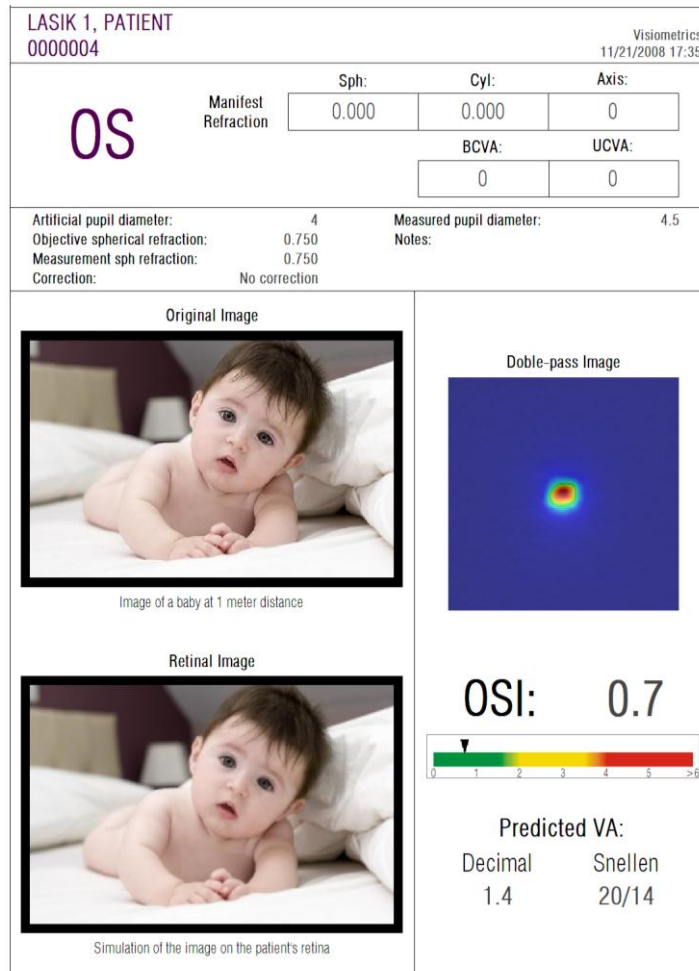 LASIK 1, PATIENT
0000004
Visiometrics
11/21/2008 17:35
OS
Manifest
Refraction
Sph: Cyl: Axis:
0.000 0.000 0
BCVA: UCVA:
0 0
Artificial pupil diameter: 4
Objective spherical refraction: 0.750
Measurement sph refraction: 0.750
Correction: No correction
Measured pupil diameter: 4.5
Notes:
Original Image
Image of a baby at 1 meter distance
Retinal Image
Simulation of the image on the patient's retina
Doble-pass Image
OSI: 0.7
0 1 2 3 4 5 >6
Predicted VA:
Decimal Snellen
1.4 20/14